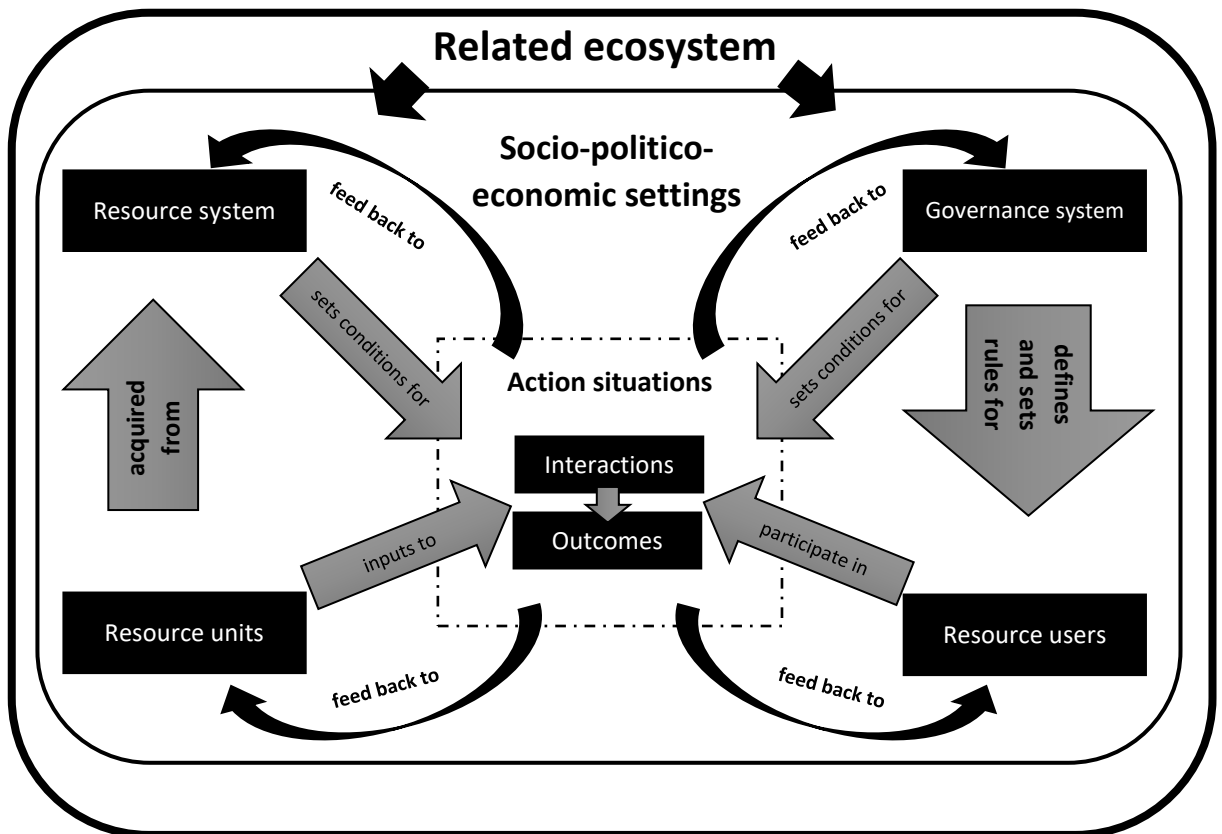 Related ecosystem
Socio-politico-
economic settings
Resource system
feed back to
feed back to
Governance system
sets conditions for
sets conditions for
acquired
from
defines
and sets
rules for
Action situations
Interactions
Outcomes
inputs to
participate in
Resource units
Resource users
feed back to
feed back to